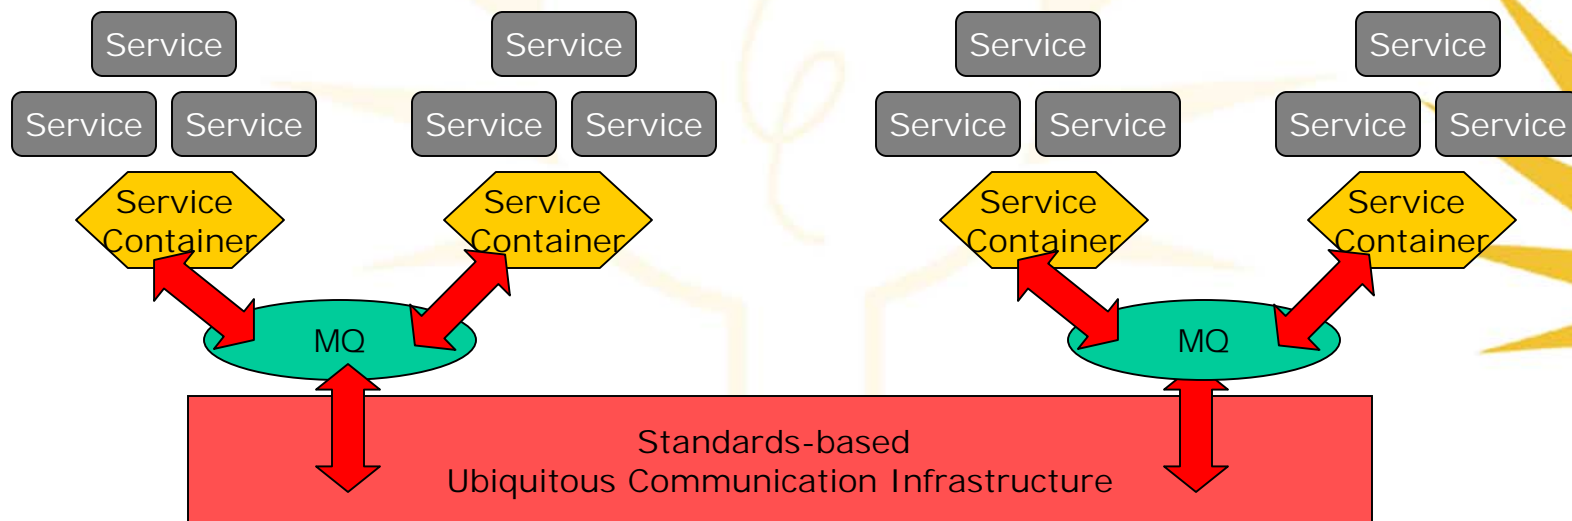 Service
Service
Service
Service
Service Service
Service Service
Service Service
Service Service
Service
Container
Service
Container
Service
Container
Service
Container
MQ
MQ
Standards-based
Ubiquitous Communication Infrastructure